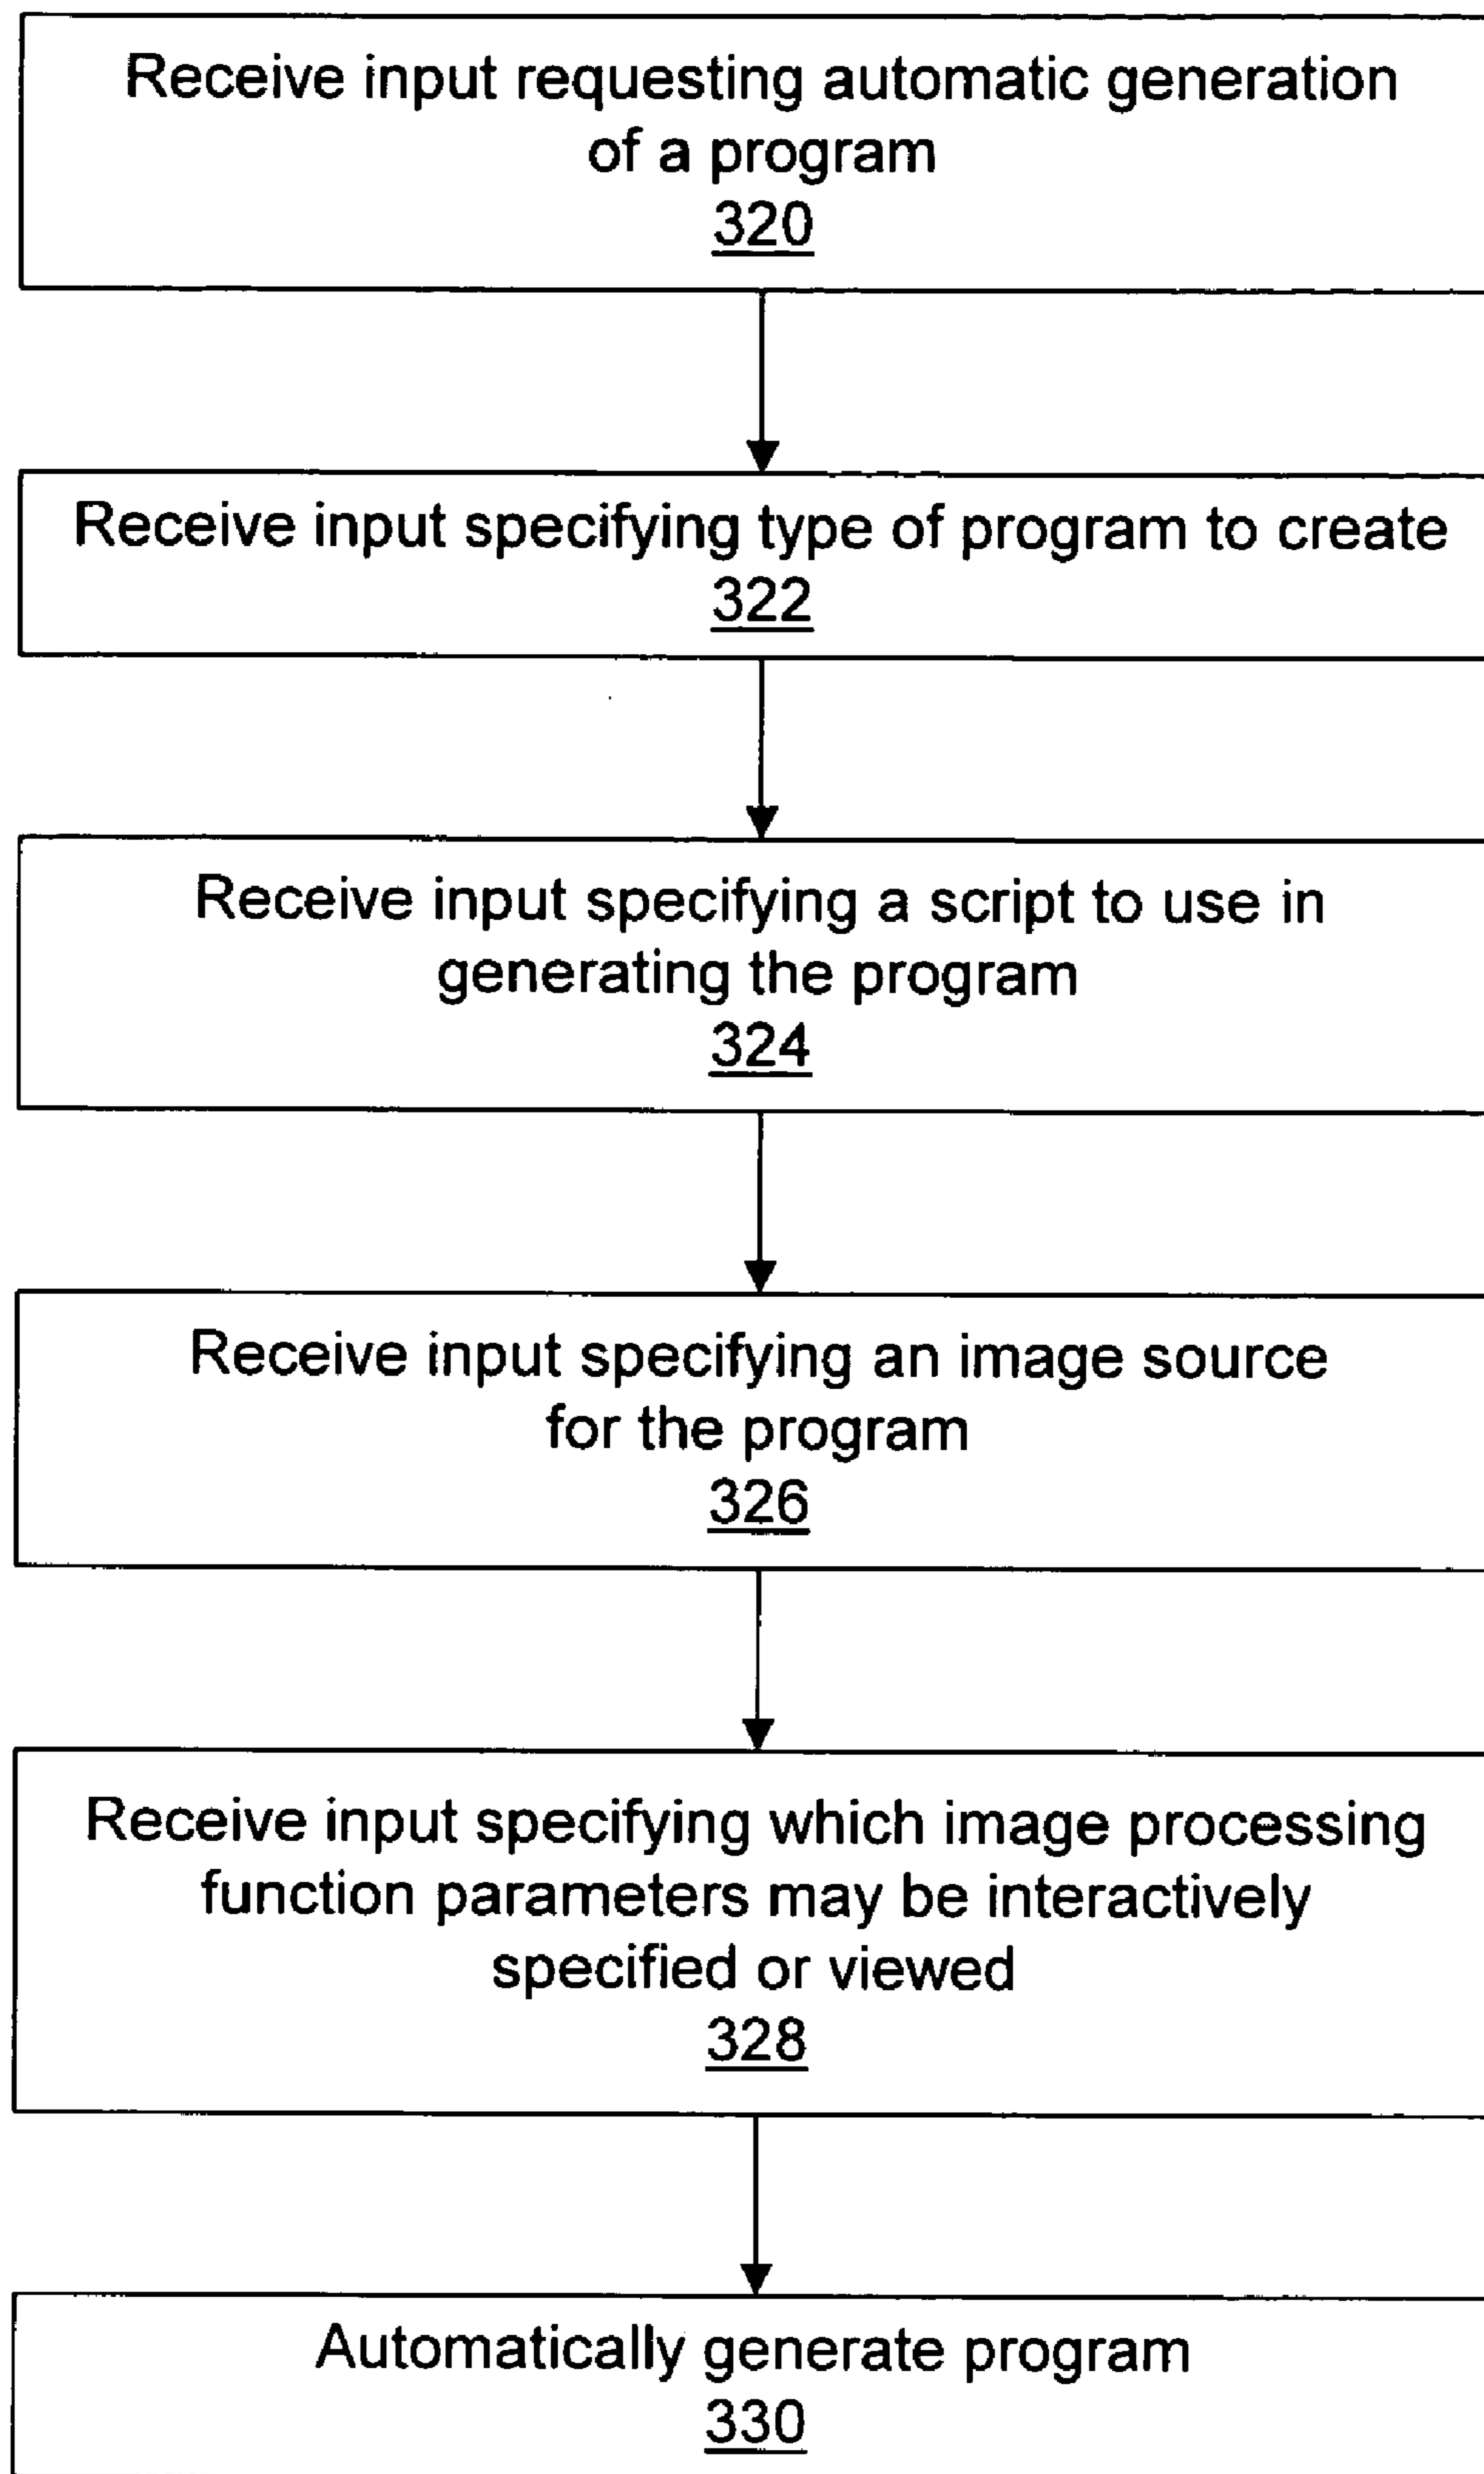 Receive input requesting automatic generation
of a program
320
Receive input specifying type of program to create
322
Receive input specifying a script to use in
generating the program
324
Receive input specifying an image source
for the program
326
Receive input specifying which image processing
function parameters may be interactively
specified or viewed
328
Automatically generate program
330